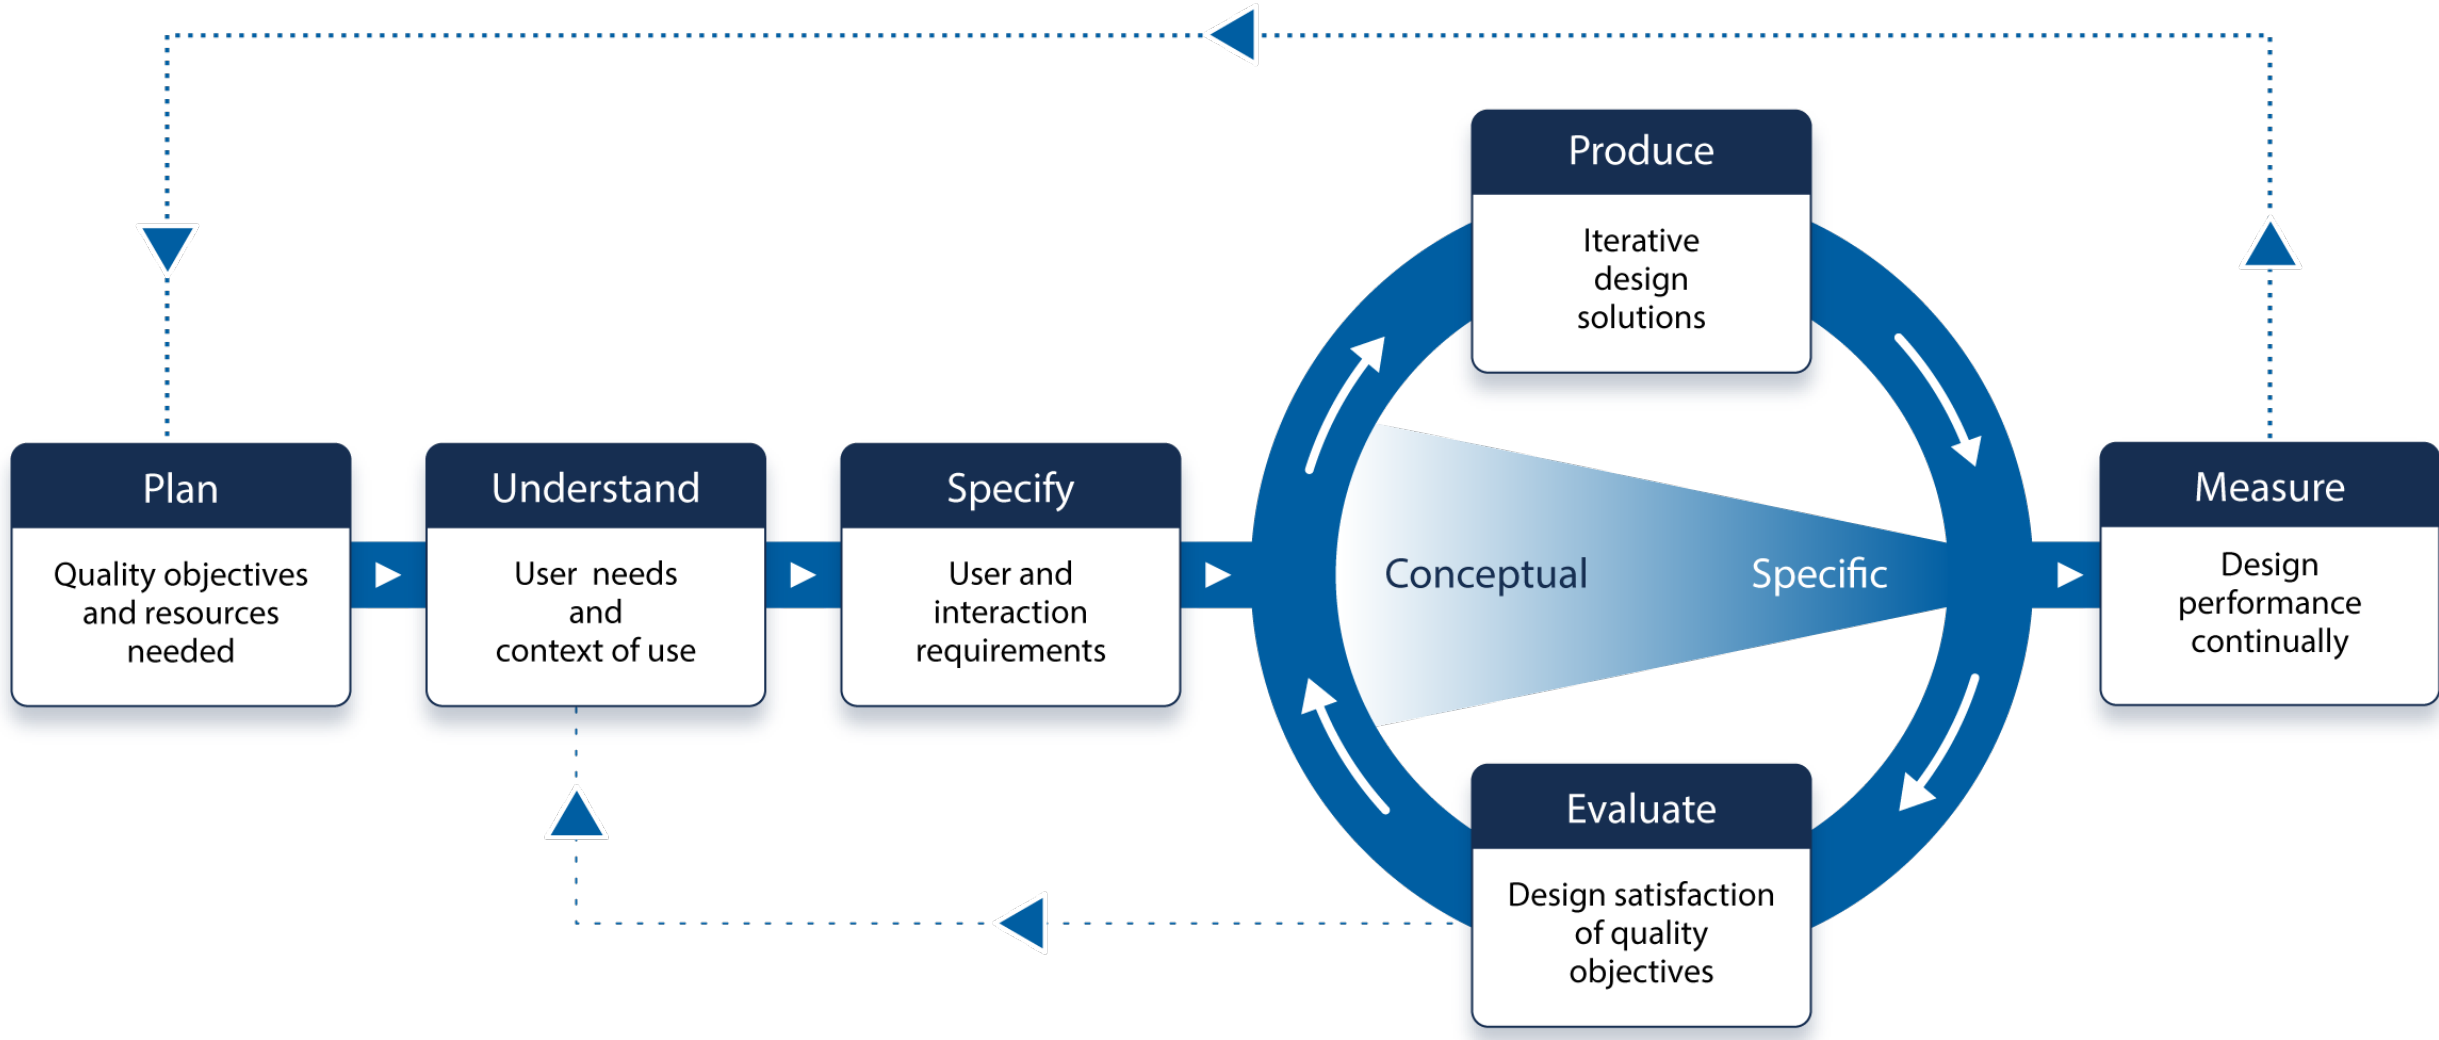 Produce
Iterative
design
solutions
Plan
Quality objectives
and resources
needed
Understand
User needs
and
context of use
Specify
User and
interaction
requirements
Conceptual
Specific
Measure
Design
performance
continually
Evaluate
Design satisfaction
of quality
objectives